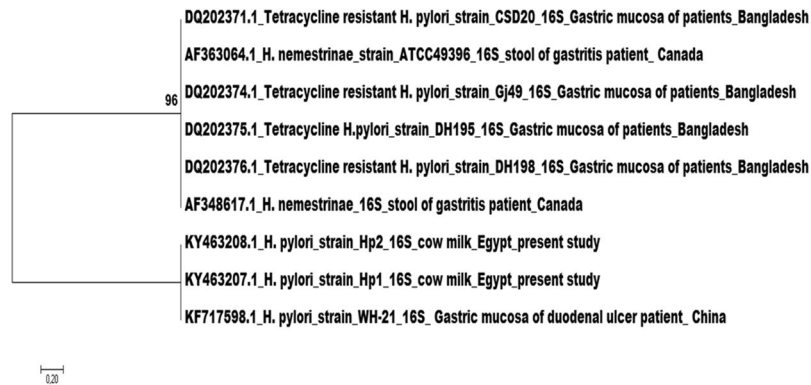 DQ202371.1_Tetracycline resistant H. pylori_strain_CSD20_16S_Gastric mucosa of patients_Bangladesh
AF363064.1_H. nemestrinae_strain_ATCC49396_16S_stool of gastritis patient_ Canada
96
DQ202374.1_Tetracycline resistant H. pylori_strain_Gj49_16S_Gastric mucosa of patients_Bangladesh
DQ202375.1_Tetracycline H.pylori_strain_DH195_16S_Gastric mucosa of patients_Bangladesh
DQ202376.1_Tetracycline resistant H. pylori_strain_DH198_16S_Gastric mucosa of patients_Bangladesh
AF348617.1_H. nemestrinae_16S_stool of gastritis patient_Canada
KY463208.1_H. pylori_strain_Hp2_16S_cow milk_Egypt_present study
KY463207.1_H. pylori_strain_Hp1_16S_cow milk_Egypt_present study
KF717598.1_H. pylori_strain_WH-21_16S_ Gastric mucosa of duodenal ulcer patient_ China
0,20